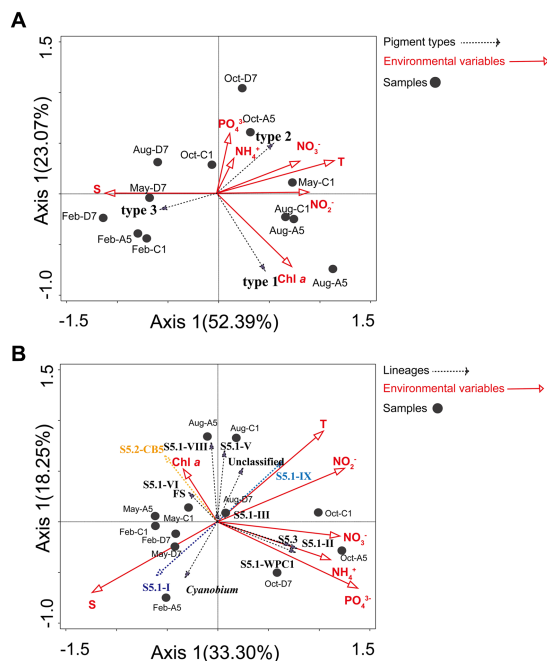 A
1.5
Pigment types
Environmental variables
Samples
Oct-D7
PO₄³⁻
Oct-A5
type 2
NH₄⁺
NO₃⁻
T
Aug-D7
Oct-C1
S
May-D7
May-C1
NO₂⁻
Feb-D7
type 3
Aug-C1
Aug-A5
Feb-A5
Feb-C1
type 1
Chl a
Aug-A5
Axis 1(23.07%)
-1.0
-1.5
Axis 1(52.39%)
1.5
B
1.5
Lineages
Environmental variables
Samples
Aug-A5
Aug-C1
T
S5.2-CB5
S5.1-VIII
S5.1-V
Chl a
Unclassified
NO₂⁻
S5.1-IX
S5.1-VI
FS
Aug-D7
May-A5
May-C1
S5.1-III
Oct-C1
Feb-C1
Feb-D7
May-D7
S5.3
S5.1-II
NO₃⁻
Oct-A5
S5.1-WPC1
NH₄⁺
Oct-D7
S5.1-I
Cyanobium
PO₄³⁻
S
Feb-A5
Axis 1(18.25%)
-1.0
-1.5
Axis 1(33.30%)
1.5